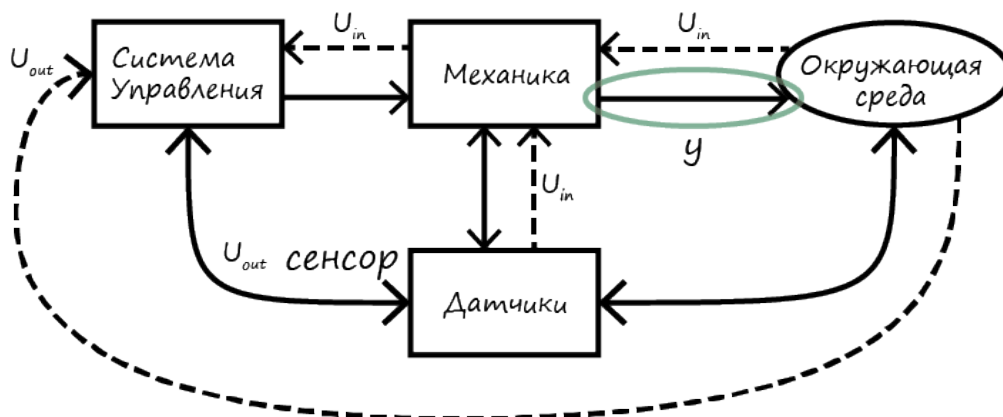 U_in
U_in
U_out
Система
Управления
Механика
Окружающая
среда
y
U_in
U_out сенсор
Датчики